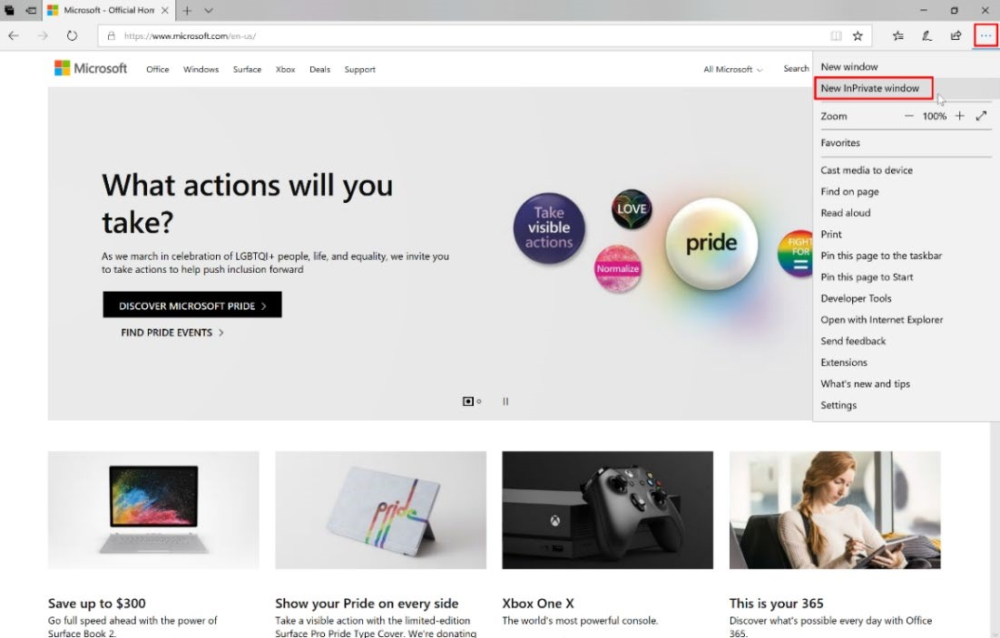 Microsoft - Official Hom
https://www.microsoft.com/en-us/
Microsoft
Office
Windows
Surface
Xbox
Deals
Support
All Microsoft
Search
New window
New InPrivate window
Zoom
100%
Favorites
Cast media to device
Find on page
Read aloud
Print
Pin this page to the taskbar
Pin this page to Start
Developer Tools
Open with Internet Explorer
Send feedback
Extensions
What's new and tips
Settings
What actions will you
take?
As we march in celebration of LGBTQI+ people, life, and equality, we invite you
to take actions to help push inclusion forward
DISCOVER MICROSOFT PRIDE
FIND PRIDE EVENTS
Take
visible
actions
LOVE
Normalize
pride
FIGHT
FOR
=
pride
Save up to $300
Go full speed ahead with the power of
Surface Book 2.
Show your Pride on every side
Take a visible action with the limited-edition
Surface Pro Pride Type Cover. We're donating
Xbox One X
The world's most powerful console.
This is your 365
Discover what's possible every day with Office
365.